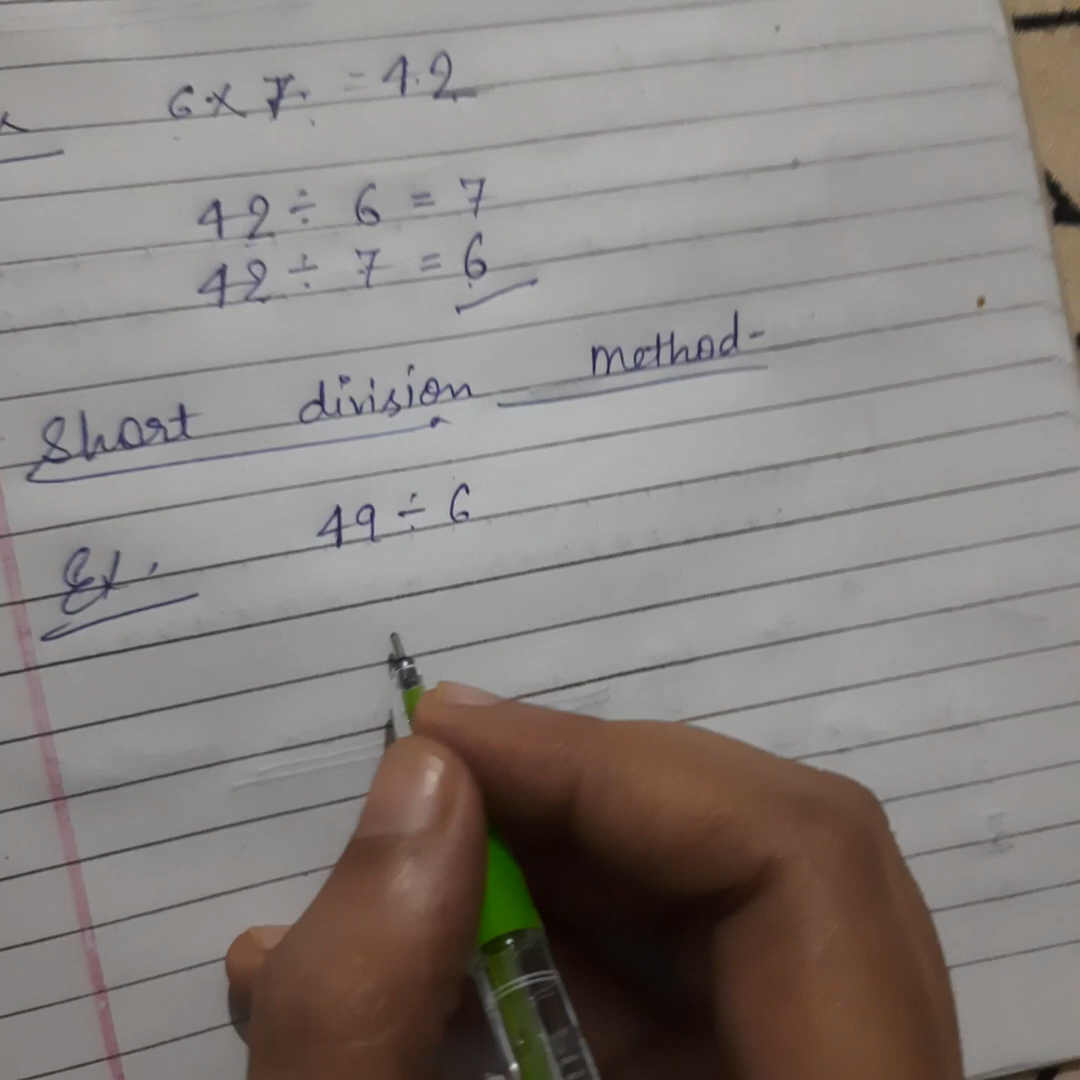 6 × 7 = 42
42 ÷ 6 = 7
42 ÷ 7 = 6
Short division method-
Ex. 49 ÷ 6